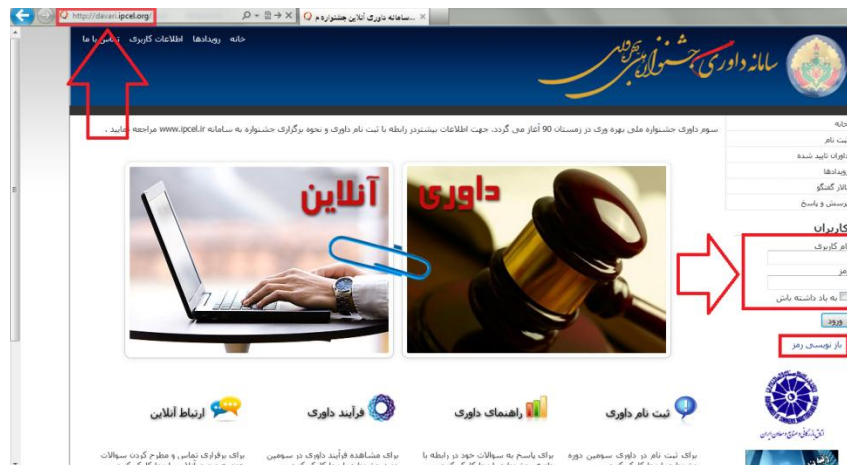 http://davari.ipcel.org/
سامانه داوری آنلاین جشنواره م...
خانه رویدادها اطلاعات کاربری تماس با ما
سامانه داوری جشنواره ملی بهره وری
سوم داوری جشنواره ملی بهره وری در زمستان 90 آغاز می گردد. جهت اطلاعات بیشتردر رابطه با ثبت نام داوری و نحوه برگزاری جشنواره به سامانه www.ipcel.ir مراجعه نمایید .
خانه
ثبت نام
داوران تایید شده
رویدادها
تالار گفتگو
پرسش و پاسخ
داوری
آنلاین
کاربران
نام کاربری
رمز
به یاد داشته باش
ورود
باز نویسی رمز
اتاق بازرگانی و صنایع و معادن ایران
ثبت نام داوری
راهنمای داوری
فرآیند داوری
ارتباط آنلاین
برای ثبت نام در داوری سومین دوره
برای پاسخ به سوالات خود در رابطه با
برای مشاهده فرآیند داوری در سومین
برای برقراری تماس و مطرح کردن سوالات